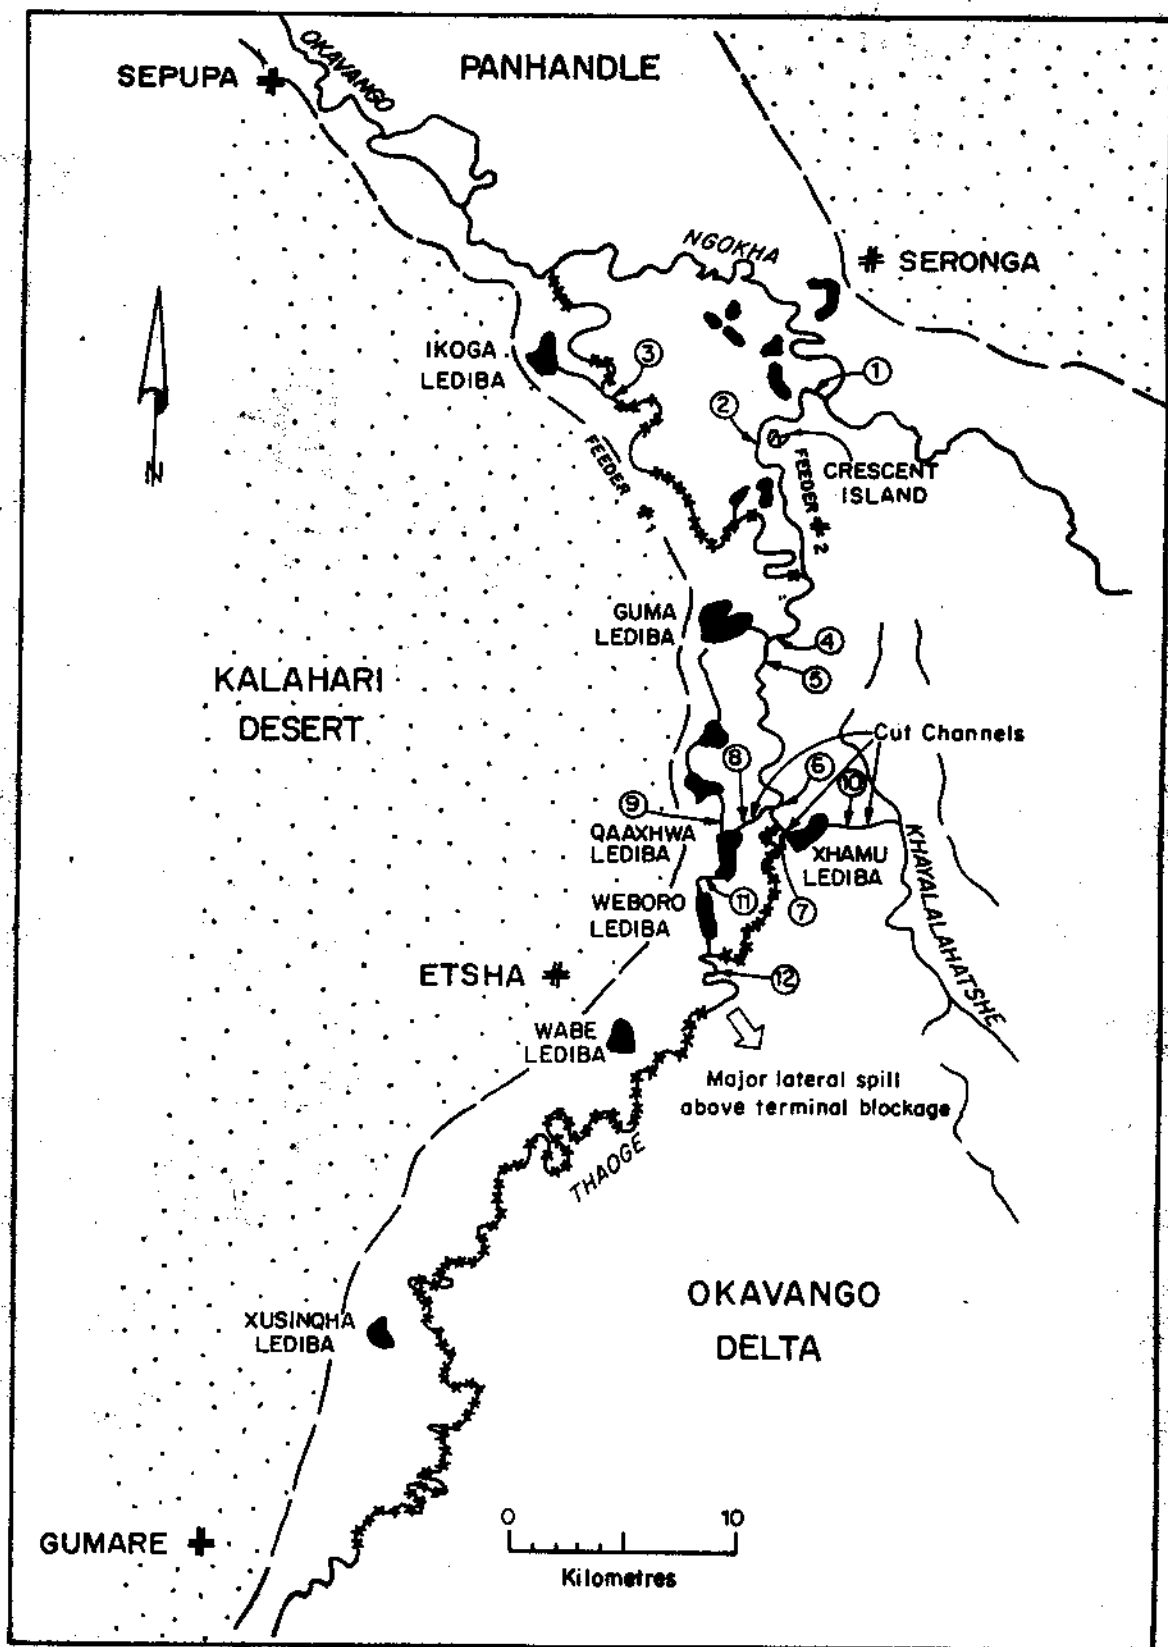 SEPUPA
OKAVANGO
PANHANDLE
NGOKHA
SERONGA
IKOGA
LEDIBA
3
1
2
FEEDER #1
CRESCENT
ISLAND
FEEDER #2
N
GUMA
LEDIBA
4
5
KALAHARI
DESERT
Cut Channels
8
6
10
9
QAAXHWA
LEDIBA
XHAMU
LEDIBA
KHAYALALAHATSHE
WEBORO
LEDIBA
11
7
ETSHA
12
WABE
LEDIBA
Major lateral spill
above terminal blockage
THAOGE
OKAVANGO
DELTA
XUSINQHA
LEDIBA
GUMARE
0 10
Kilometres